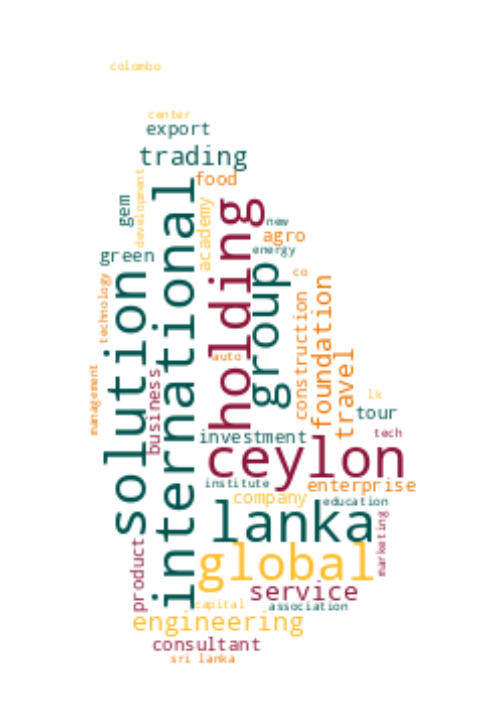 colombo
center
export
trading
food
gem
development
academy
international
holding
new
agro
energy
green
group
co
solution
technology
construction
foundation
auto
travel
management
business
lk
tour
tech
investment
ceylon
institute
enterprise
company
education
lanka
marketing
product
global
service
capital
association
engineering
consultant
sri lanka